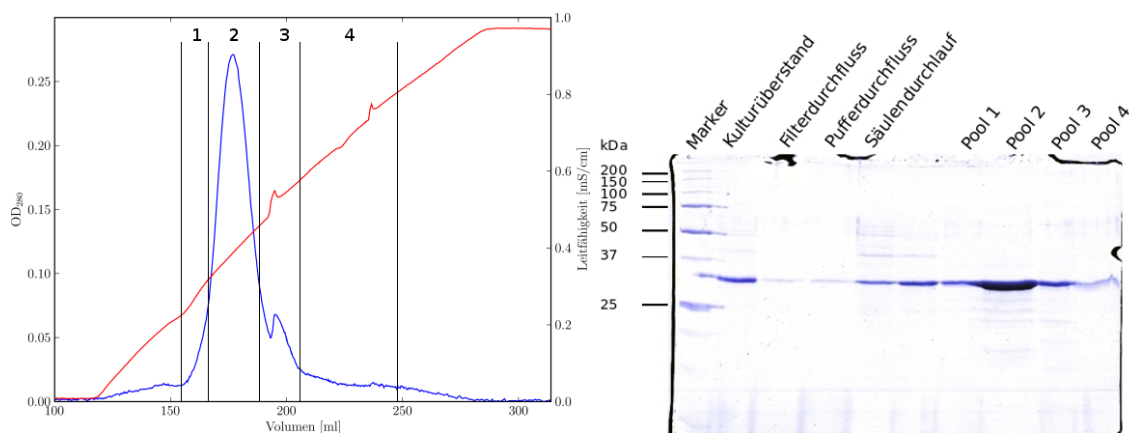 1 2 3 4
0.25
0.20
0.15
0.10
0.05
0.00
OD280
100 150 200 250 300
Volumen [ml]
1.0
0.8
0.6
0.4
0.2
0.0
Leitfähigkeit [mS/cm]
Marker
Kulturüberstand
Filterdurchfluss
Pufferdurchfluss
Säulendurchlauf
Pool 1
Pool 2
Pool 3
Pool 4
kDa
200
150
100
75
50
37
25